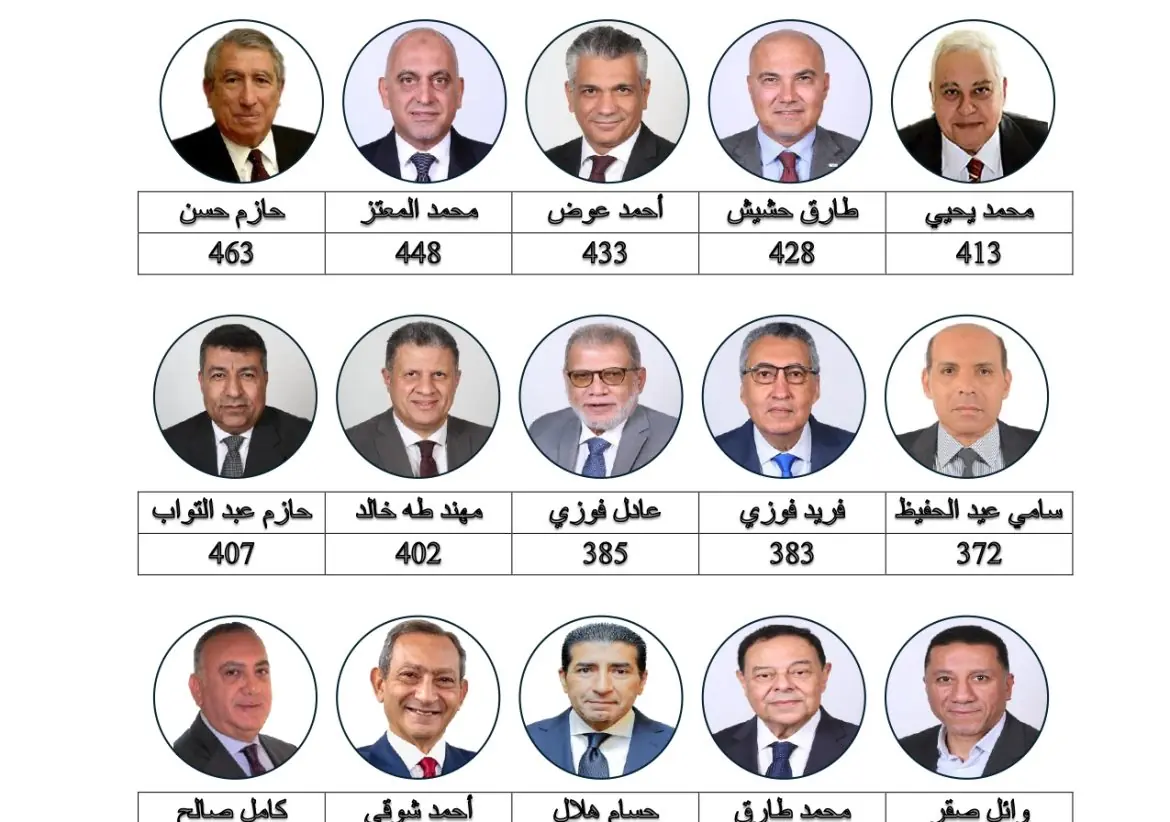 محمد يحيي طارق حشيش أحمد عوض محمد المعتز حازم حسن
413 428 433 448 463
سامي عيد الحفيظ فريد فوزي عادل فوزي مهند طه خالد حازم عبد التواب
372 383 385 402 407
وائل صقر محمد طارق حسام هلال أحمد شوقي كامل صالح